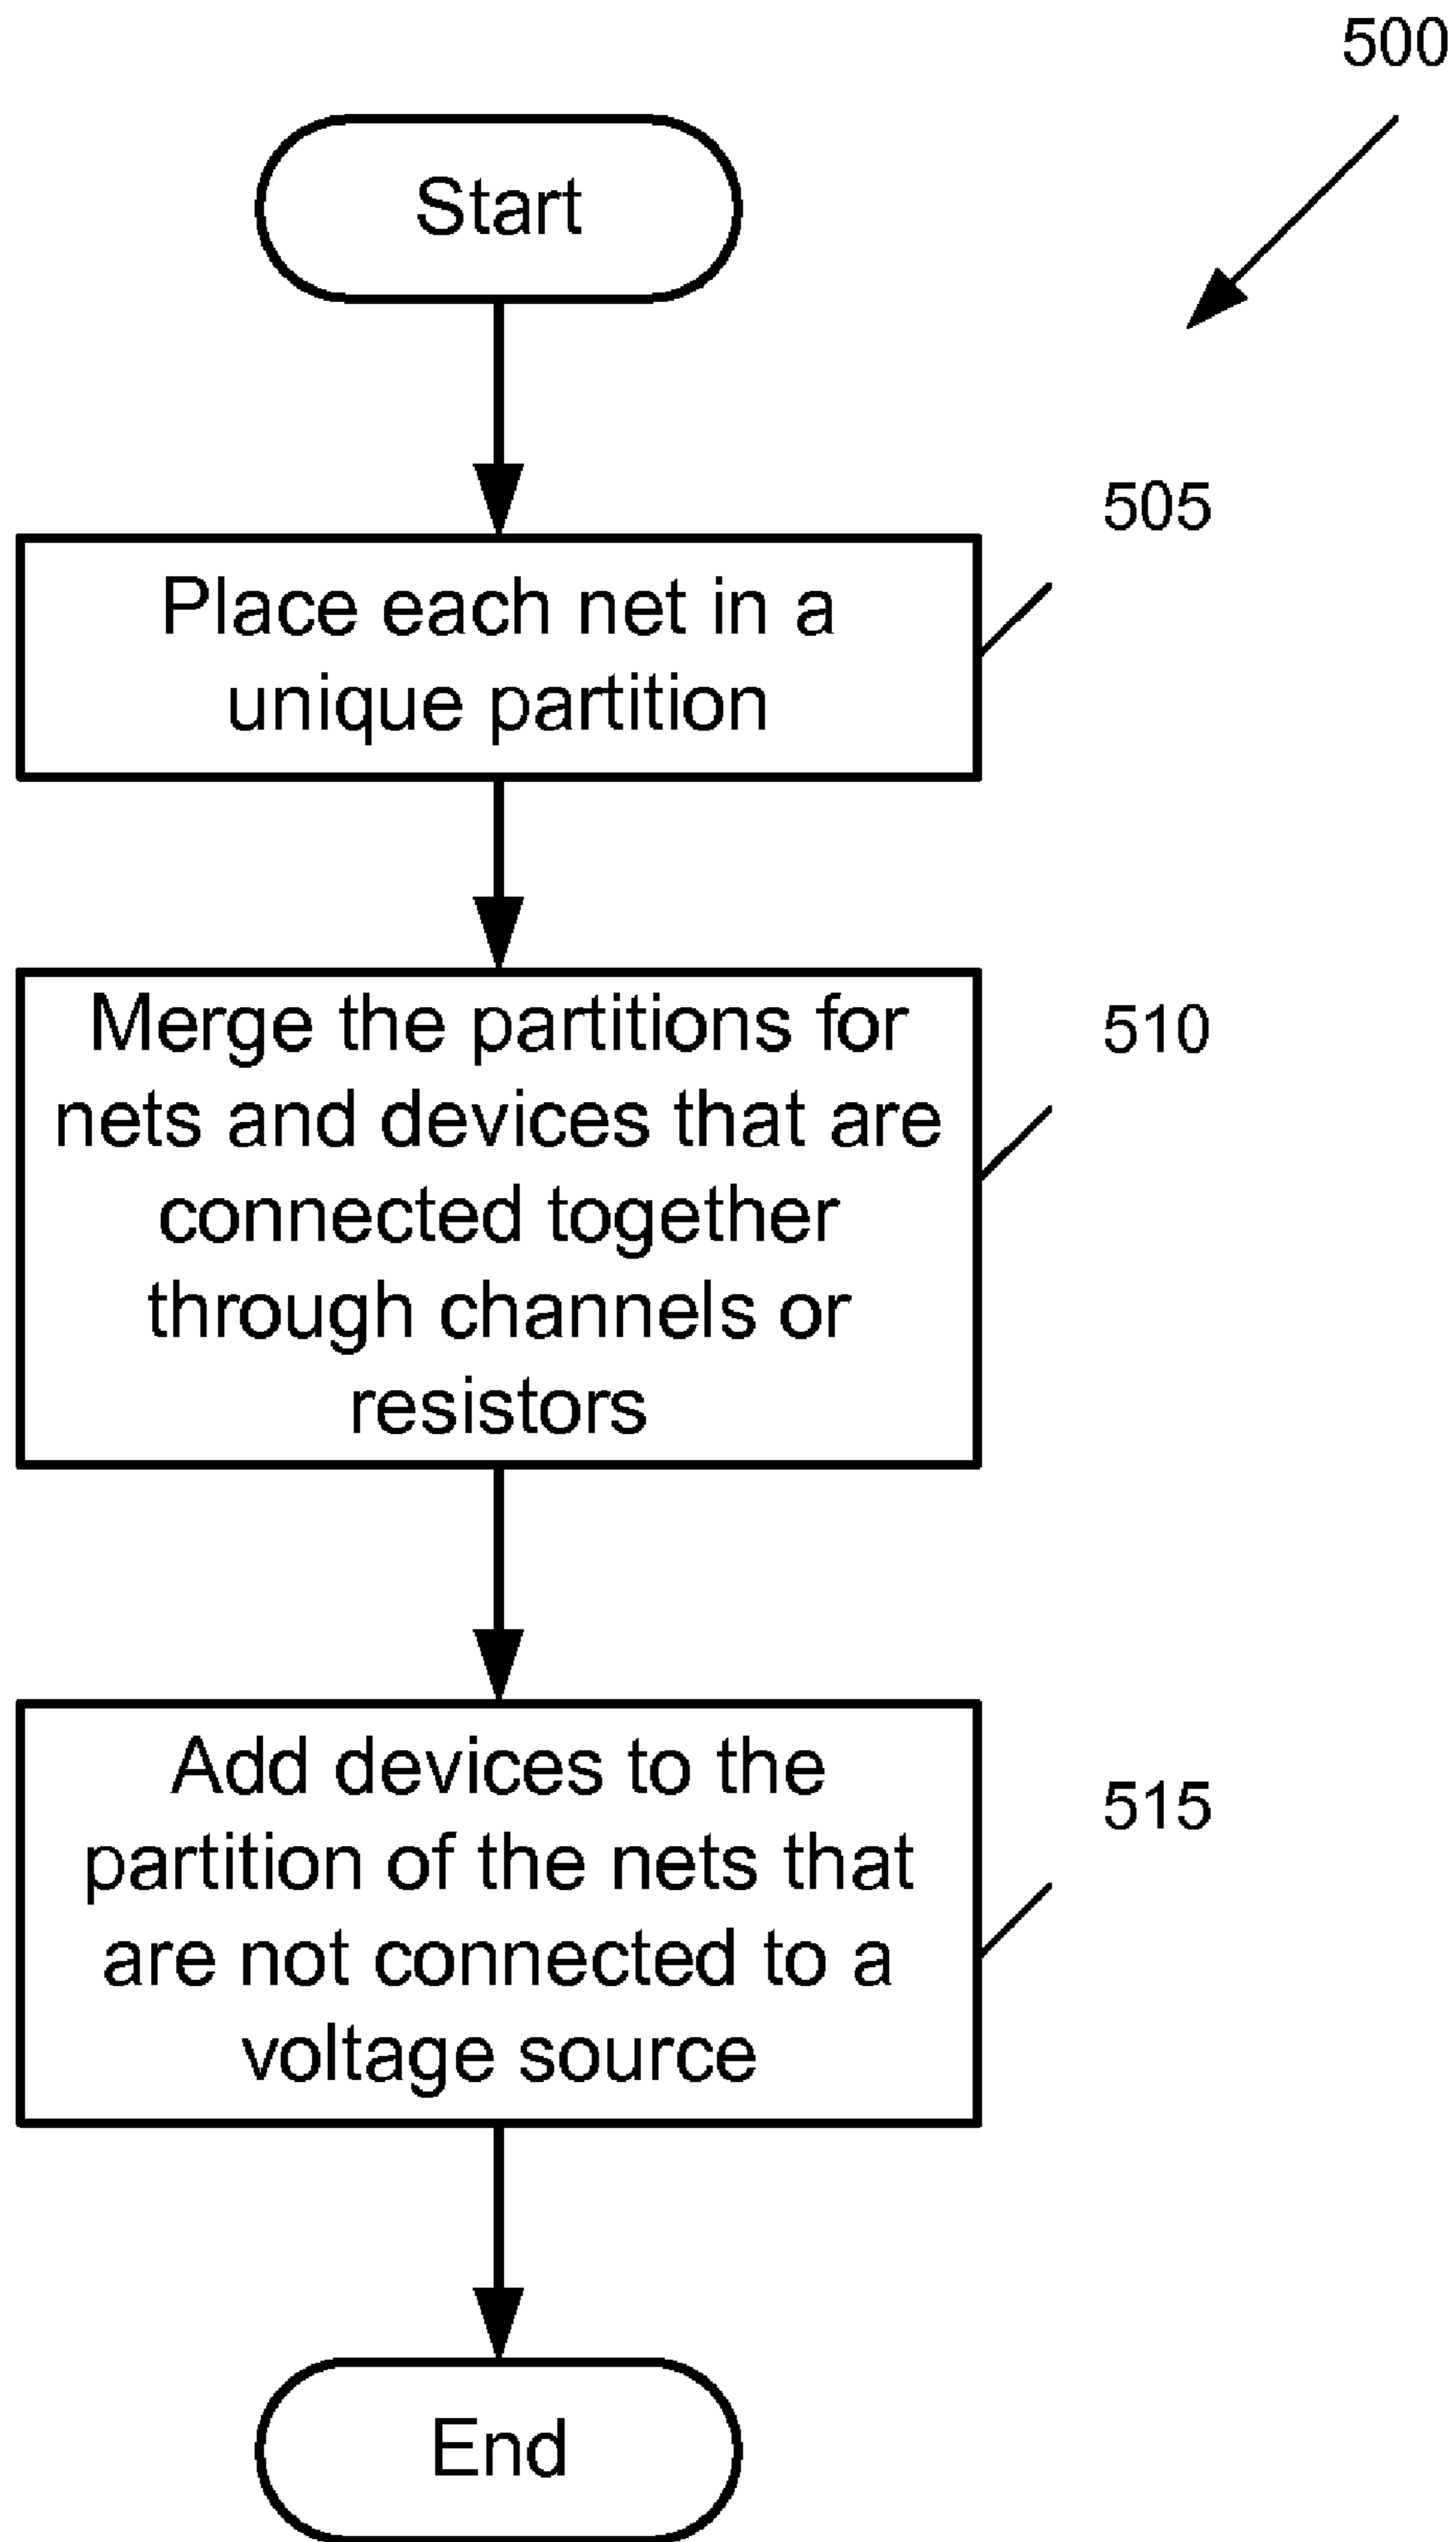 500
Start
505
Place each net in a
unique partition
510
Merge the partitions for
nets and devices that are
connected together
through channels or
resistors
515
Add devices to the
partition of the nets that
are not connected to a
voltage source
End